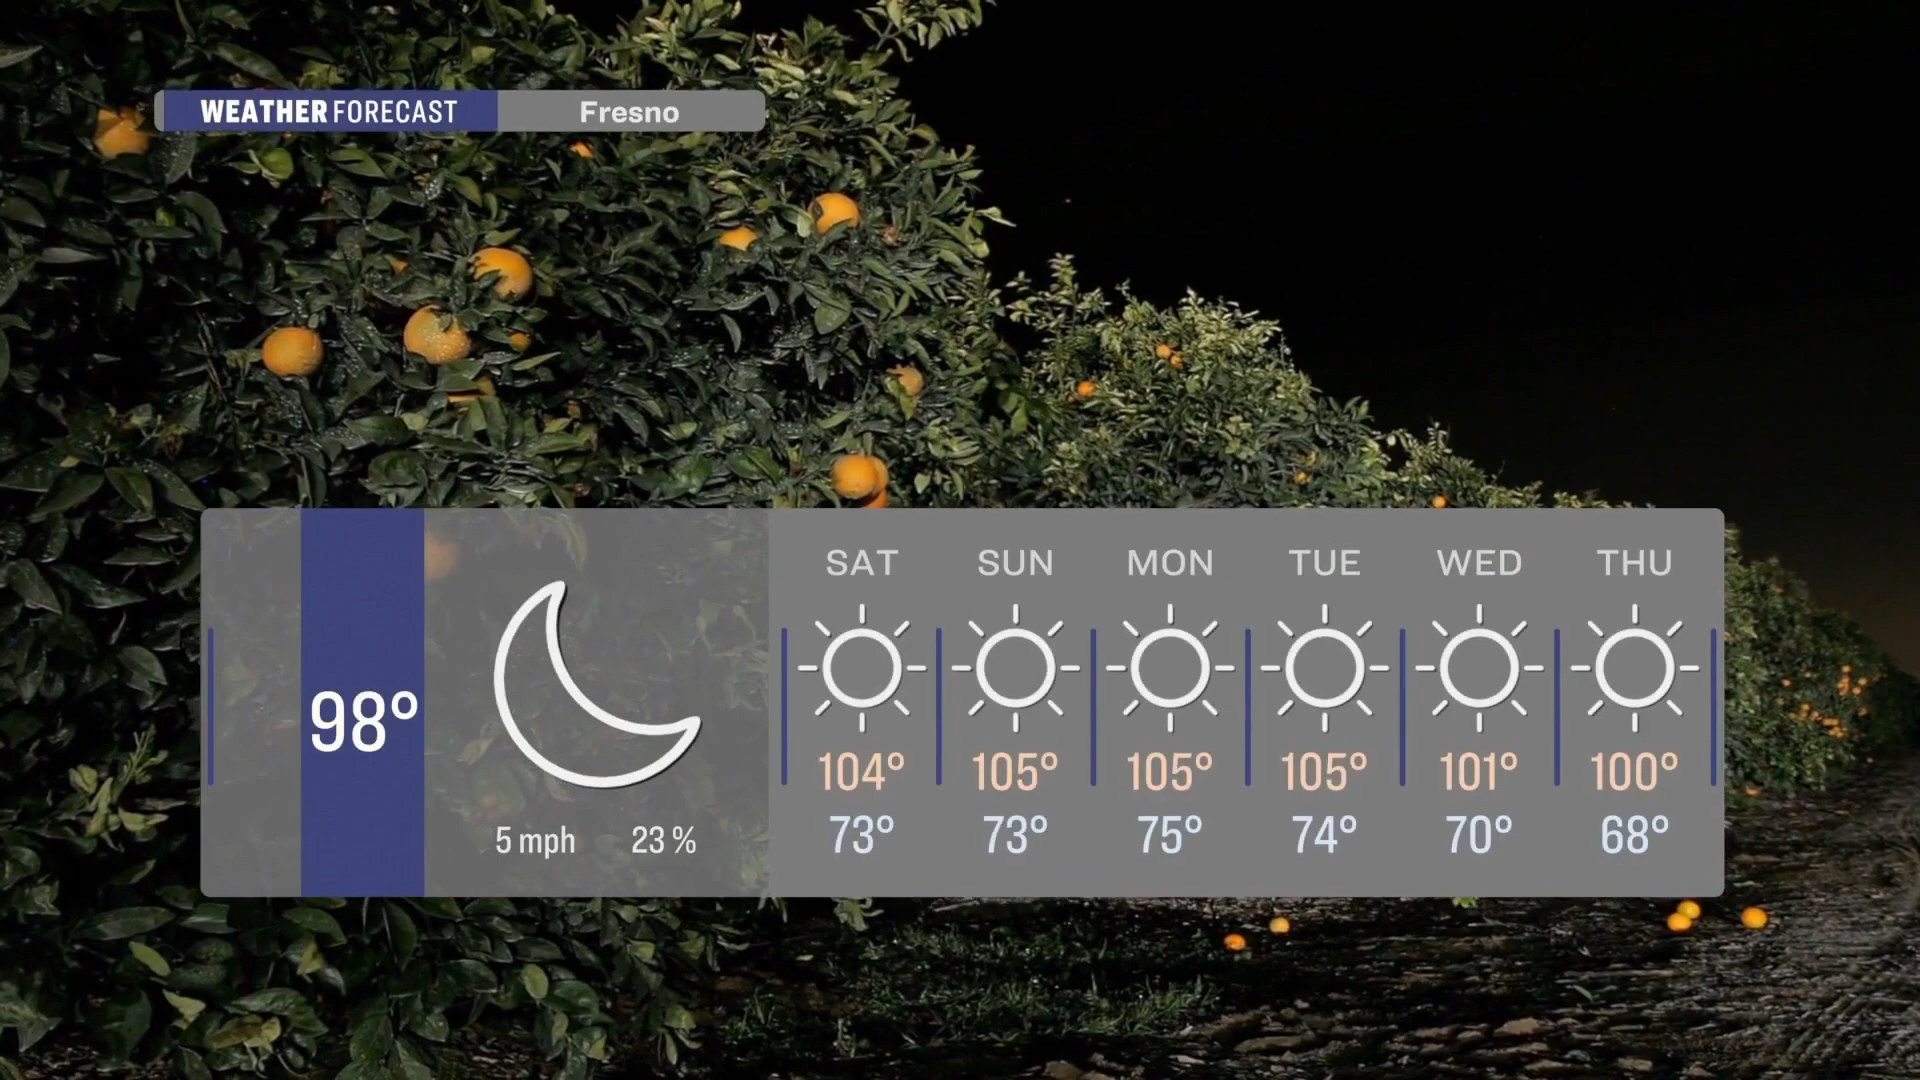 WEATHER FORECAST Fresno
SAT SUN MON TUE WED THU
98°
104° 105° 105° 105° 101° 100°
5 mph 23 % 73° 73° 75° 74° 70° 68°